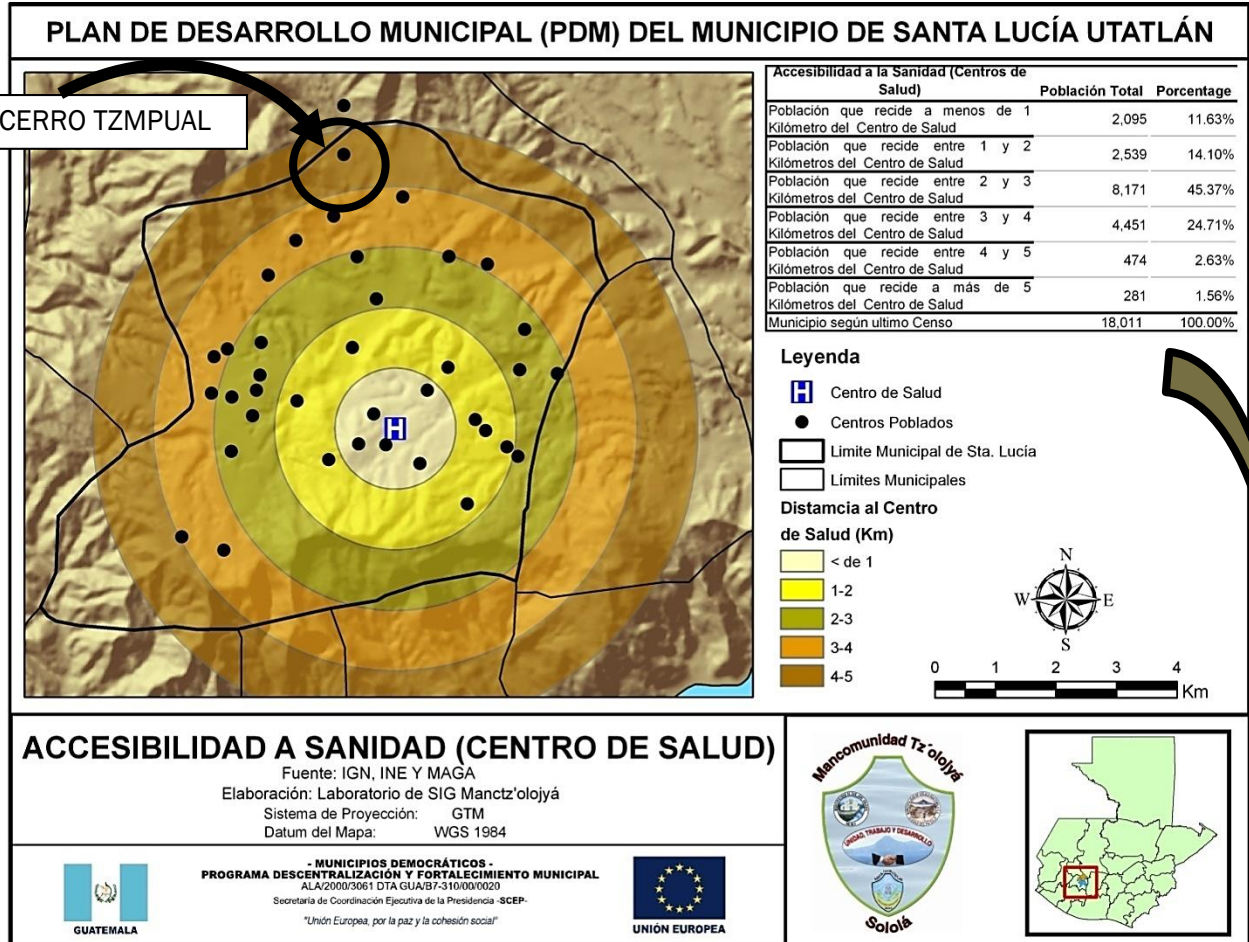 PLAN DE DESARROLLO MUNICIPAL (PDM) DEL MUNICIPIO DE SANTA LUCÍA UTATLÁN
CERRO TZMPUAL
H
Accesibilidad a la Sanidad (Centros de
Salud) Población Total Porcentage
Población que recide a menos de 1
Kilómetro del Centro de Salud 2,095 11.63%
Población que recide entre 1 y 2
Kilómetros del Centro de Salud 2,539 14.10%
Población que recide entre 2 y 3
Kilómetros del Centro de Salud 8,171 45.37%
Población que recide entre 3 y 4
Kilómetros del Centro de Salud 4,451 24.71%
Población que recide entre 4 y 5
Kilómetros del Centro de Salud 474 2.63%
Población que recide a más de 5
Kilómetros del Centro de Salud 281 1.56%
Municipio según ultimo Censo 18,011 100.00%
Leyenda
H Centro de Salud
Centros Poblados
Limite Municipal de Sta. Lucía
Límites Municipales
Distamcia al Centro
de Salud (Km)
< de 1
1-2
2-3
3-4
4-5
N
W E
S
0 1 2 3 4
Km
ACCESIBILIDAD A SANIDAD (CENTRO DE SALUD)
Fuente: IGN, INE Y MAGA
Elaboración: Laboratorio de SIG Manctz'olojyá
Sistema de Proyección: GTM
Datum del Mapa: WGS 1984
- MUNICIPIOS DEMOCRÁTICOS -
PROGRAMA DESCENTRALIZACIÓN Y FORTALECIMIENTO MUNICIPAL
ALA/2000/3061 DTA GUA/B7-310/00/0020
Secretaría de Coordinación Ejecutiva de la Presidencia -SCEP-
"Unión Europea, por la paz y la cohesión social"
GUATEMALA
UNIÓN EUROPEA
Mancomunidad Tz´olojyá
UNIDAD, TRABAJO Y DESARROLLO
Sololá